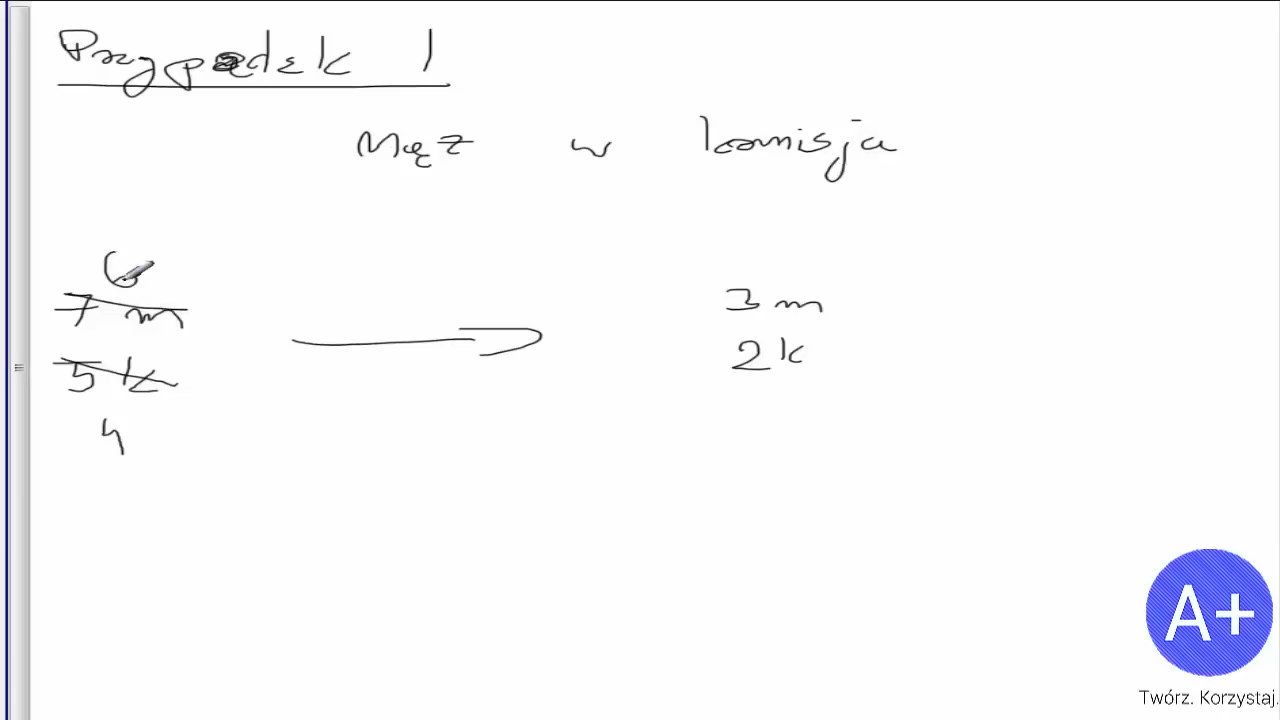 Przypadek 1
Mąż w komisja
6
7 m
3 m
5 k
2 k
4
A+
Twórz. Korzystaj.